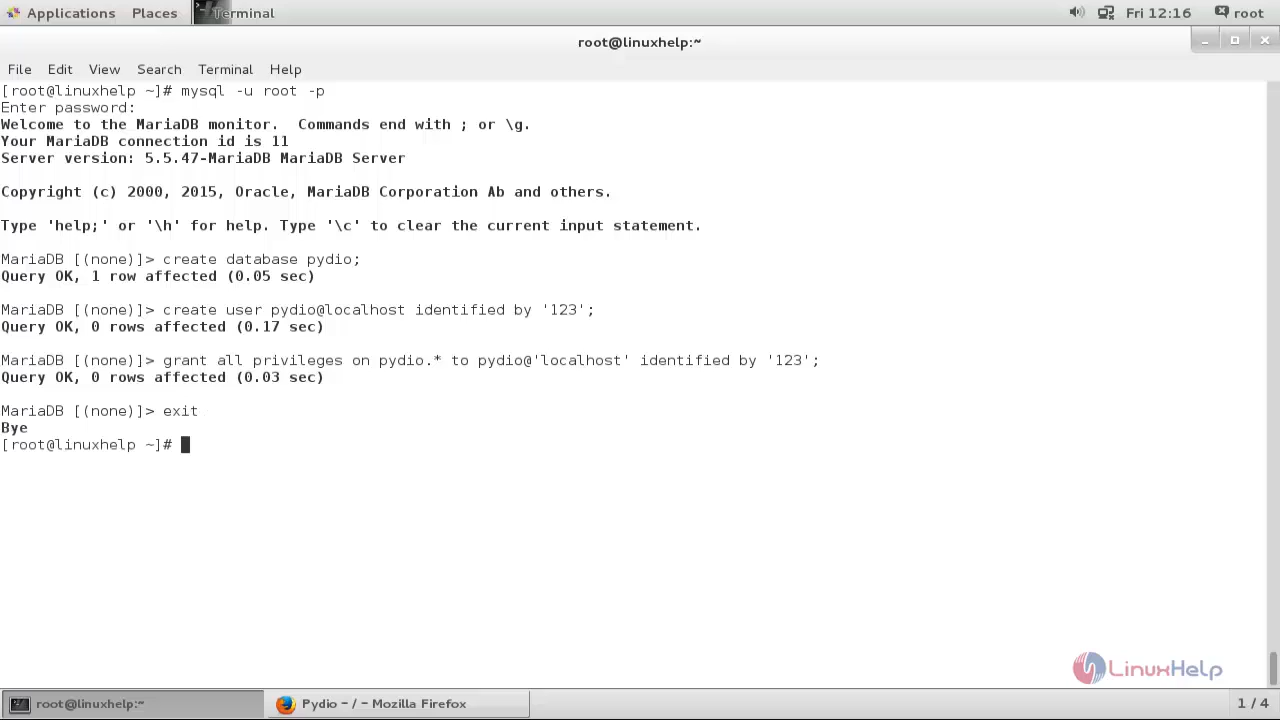 Applications Places Terminal Fri 12:16 root
root@linuxhelp:~
File Edit View Search Terminal Help
[root@linuxhelp ~]# mysql -u root -p
Enter password:
Welcome to the MariaDB monitor.  Commands end with ; or \g.
Your MariaDB connection id is 11
Server version: 5.5.47-MariaDB MariaDB Server
Copyright (c) 2000, 2015, Oracle, MariaDB Corporation Ab and others.
Type 'help;' or '\h' for help. Type '\c' to clear the current input statement.
MariaDB [(none)]> create database pydio;
Query OK, 1 row affected (0.05 sec)
MariaDB [(none)]> create user pydio@localhost identified by '123';
Query OK, 0 rows affected (0.17 sec)
MariaDB [(none)]> grant all privileges on pydio.* to pydio@'localhost' identified by '123';
Query OK, 0 rows affected (0.03 sec)
MariaDB [(none)]> exit
Bye
[root@linuxhelp ~]#
LinuxHelp
root@linuxhelp:~ Pydio - / - Mozilla Firefox 1 / 4